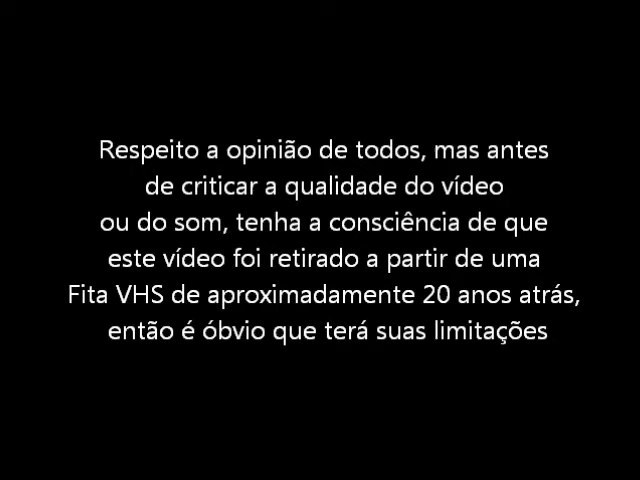 Respeito a opinião de todos, mas antes
de criticar a qualidade do vídeo
ou do som, tenha a consciência de que
este vídeo foi retirado a partir de uma
Fita VHS de aproximadamente 20 anos atrás,
então é óbvio que terá suas limitações